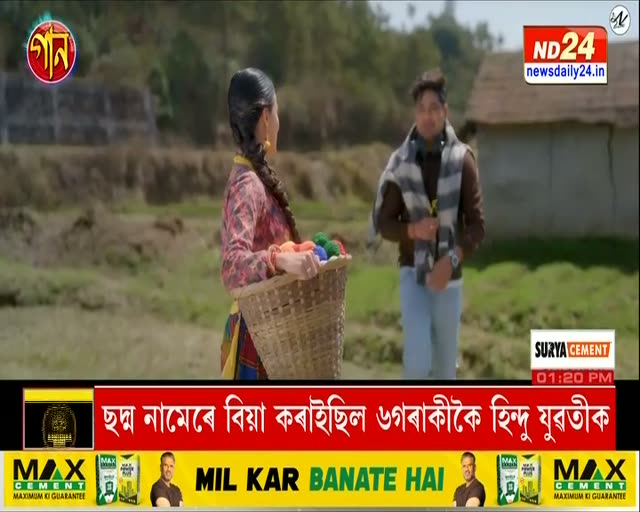 গান
ND24
newsdaily24.in
SURYA CEMENT
01:20 PM
ছদ্ম নামেৰে বিয়া কৰাইছিল ৬গৰাকীকৈ হিন্দু যুৱতীক
MAX
CEMENT
MAXIMUM KI GUARANTEE
MIL KAR BANATE HAI
MAX
CEMENT
MAXIMUM KI GUARANTEE